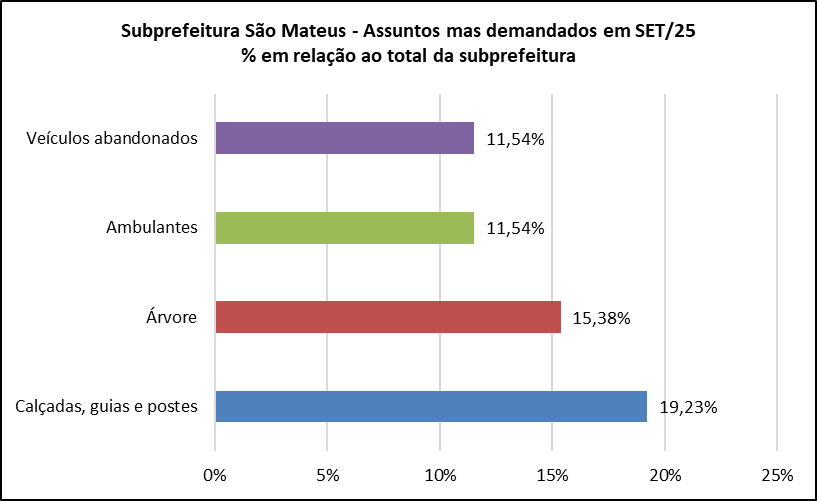 Subprefeitura São Mateus - Assuntos mas demandados em SET/25
% em relação ao total da subprefeitura
Veículos abandonados
11,54%
Ambulantes
11,54%
Árvore
15,38%
Calçadas, guias e postes
19,23%
0%
5%
10%
15%
20%
25%